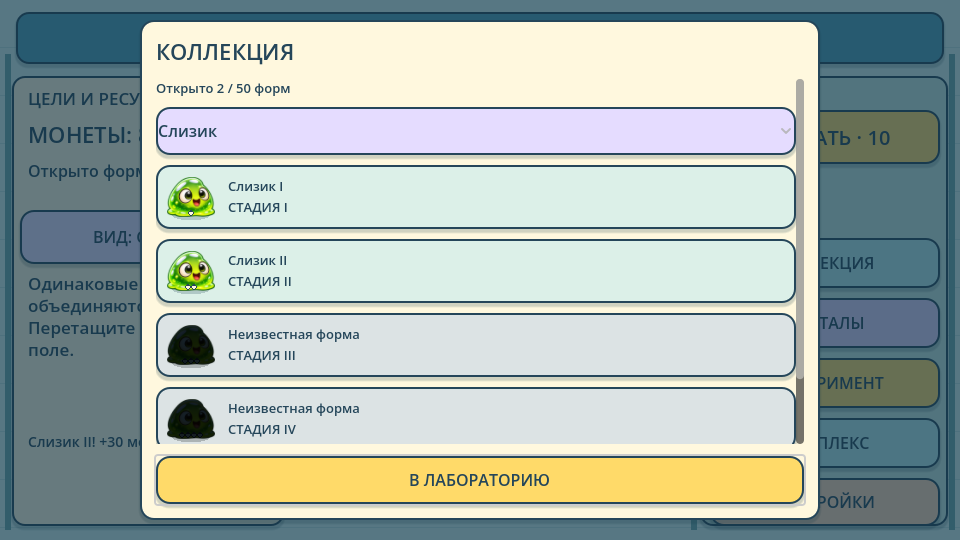 КОЛЛЕКЦИЯ
Открыто 2 / 50 форм
Слизик
Слизик I
СТАДИЯ I
Слизик II
СТАДИЯ II
Неизвестная форма
СТАДИЯ III
Неизвестная форма
СТАДИЯ IV
В ЛАБОРАТОРИЮ
ЦЕЛИ И РЕСУ
МОНЕТЫ:
Открыто форм
ВИД:
Одинаковые
объединяютс
Перетащите
поле.
Слизик II! +30 м
АТЬ · 10
ЕКЦИЯ
ТАЛЫ
РИМЕНТ
ПЛЕКС
РОЙКИ